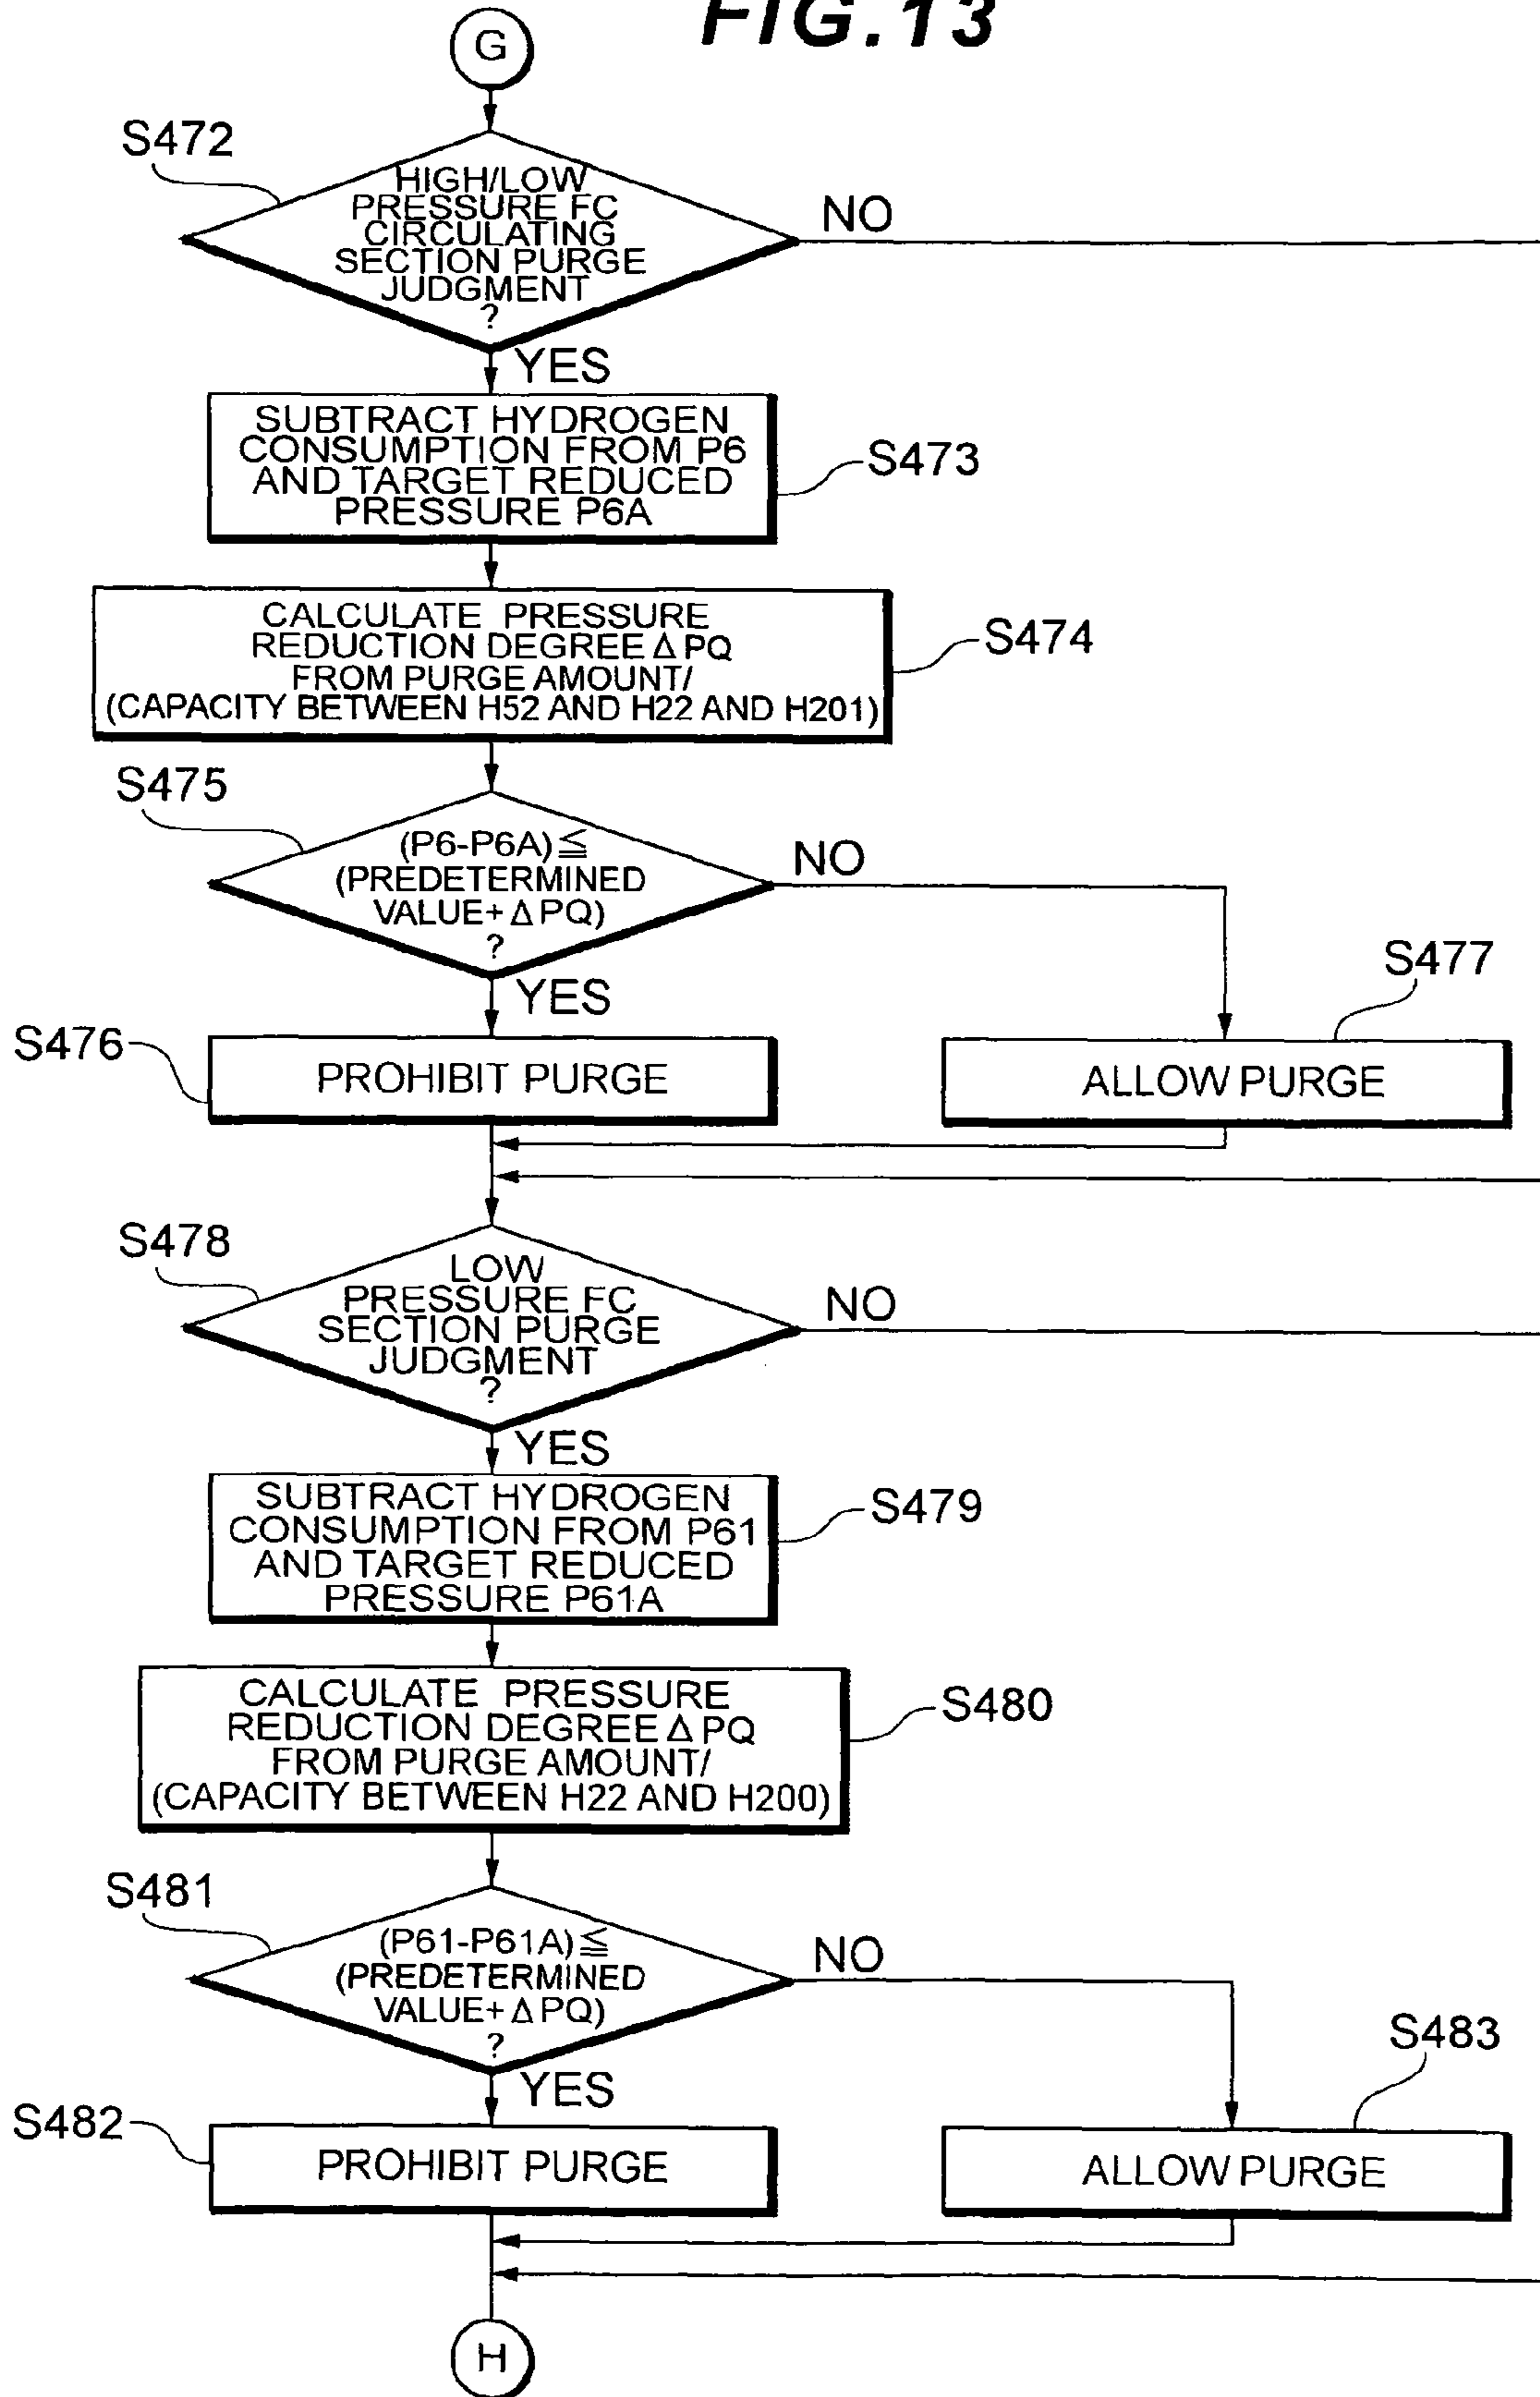 FIG.13
G
S472
HIGH/LOW
PRESSURE FC
CIRCULATING
SECTION PURGE
JUDGMENT
?
NO
YES
SUBTRACT HYDROGEN
CONSUMPTION FROM P6
AND TARGET REDUCED
PRESSURE P6A
S473
CALCULATE PRESSURE
REDUCTION DEGREE Δ PQ
FROM PURGE AMOUNT/
(CAPACITY BETWEEN H52 AND H22 AND H201)
S474
S475
(P6-P6A)≦
(PREDETERMINED
VALUE+ Δ PQ)
?
NO
YES
S477
S476
PROHIBIT PURGE
ALLOW PURGE
S478
LOW
PRESSURE FC
SECTION PURGE
JUDGMENT
?
NO
YES
SUBTRACT HYDROGEN
CONSUMPTION FROM P61
AND TARGET REDUCED
PRESSURE P61A
S479
CALCULATE PRESSURE
REDUCTION DEGREE Δ PQ
FROM PURGE AMOUNT/
(CAPACITY BETWEEN H22 AND H200)
S480
S481
(P61-P61A)≦
(PREDETERMINED
VALUE+ Δ PQ)
?
NO
YES
S483
S482
PROHIBIT PURGE
ALLOW PURGE
H